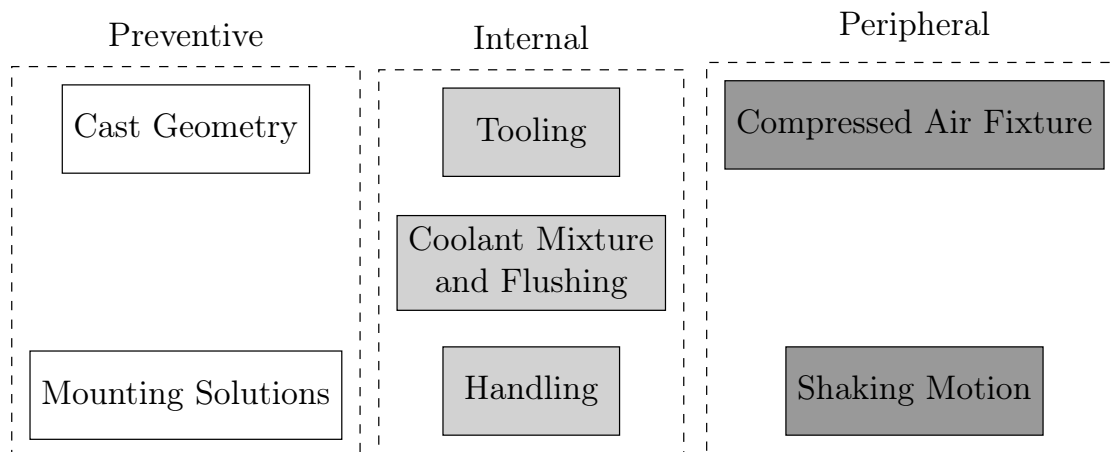 Preventive
Internal
Peripheral
Cast Geometry
Tooling
Compressed Air Fixture
Coolant Mixture
and Flushing
Mounting Solutions
Handling
Shaking Motion